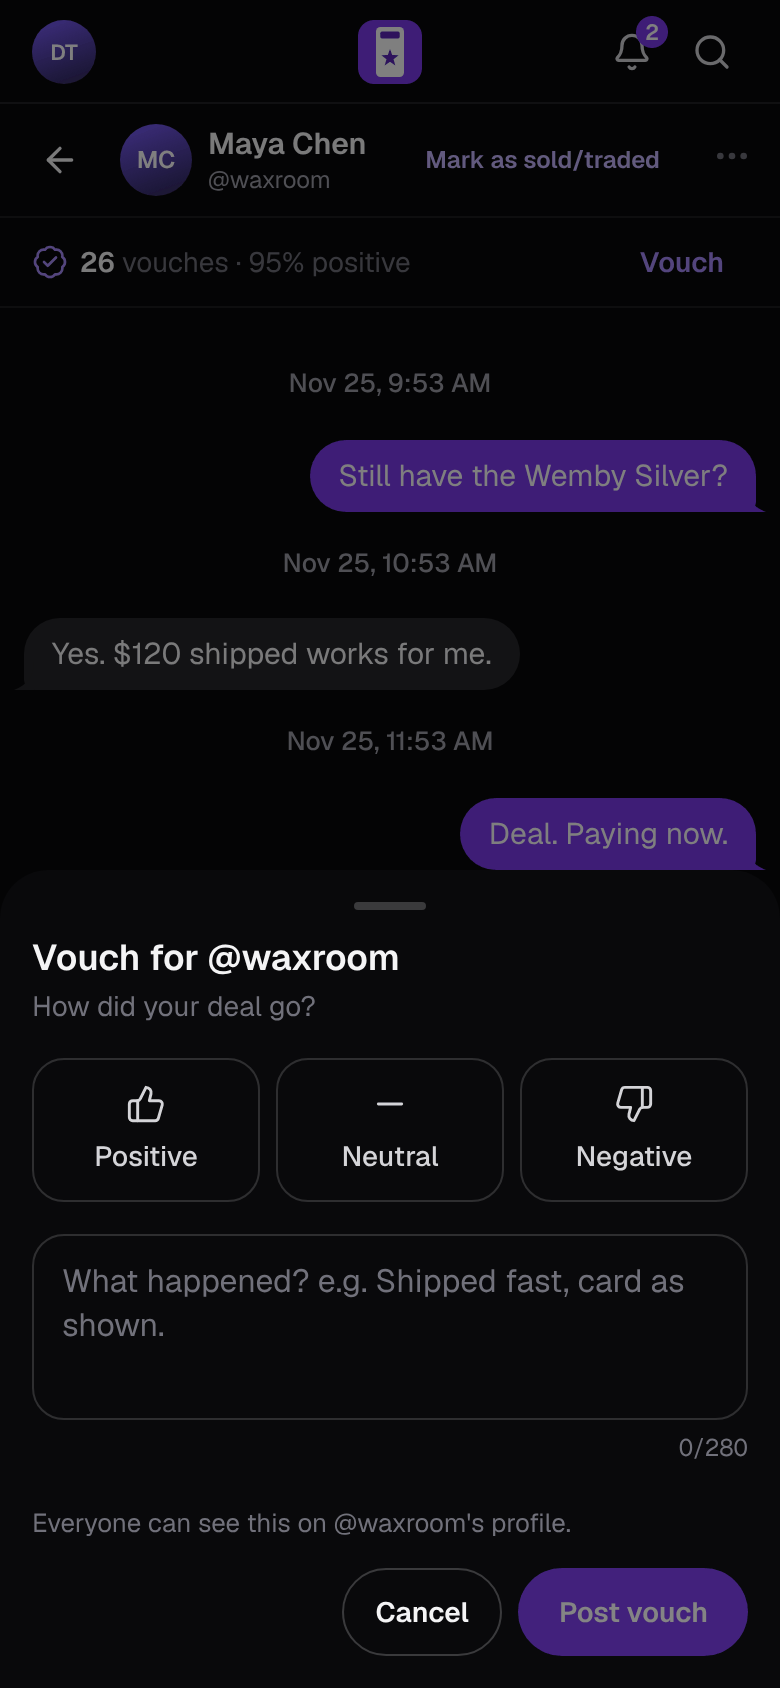 DT
2
MC
Maya Chen
@waxroom
Mark as sold/traded
26 vouches · 95% positive
Vouch
Nov 25, 9:53 AM
Still have the Wemby Silver?
Nov 25, 10:53 AM
Yes. $120 shipped works for me.
Nov 25, 11:53 AM
Deal. Paying now.
Vouch for @waxroom
How did your deal go?
Positive
Neutral
Negative
What happened? e.g. Shipped fast, card as
shown.
0/280
Everyone can see this on @waxroom's profile.
Cancel
Post vouch